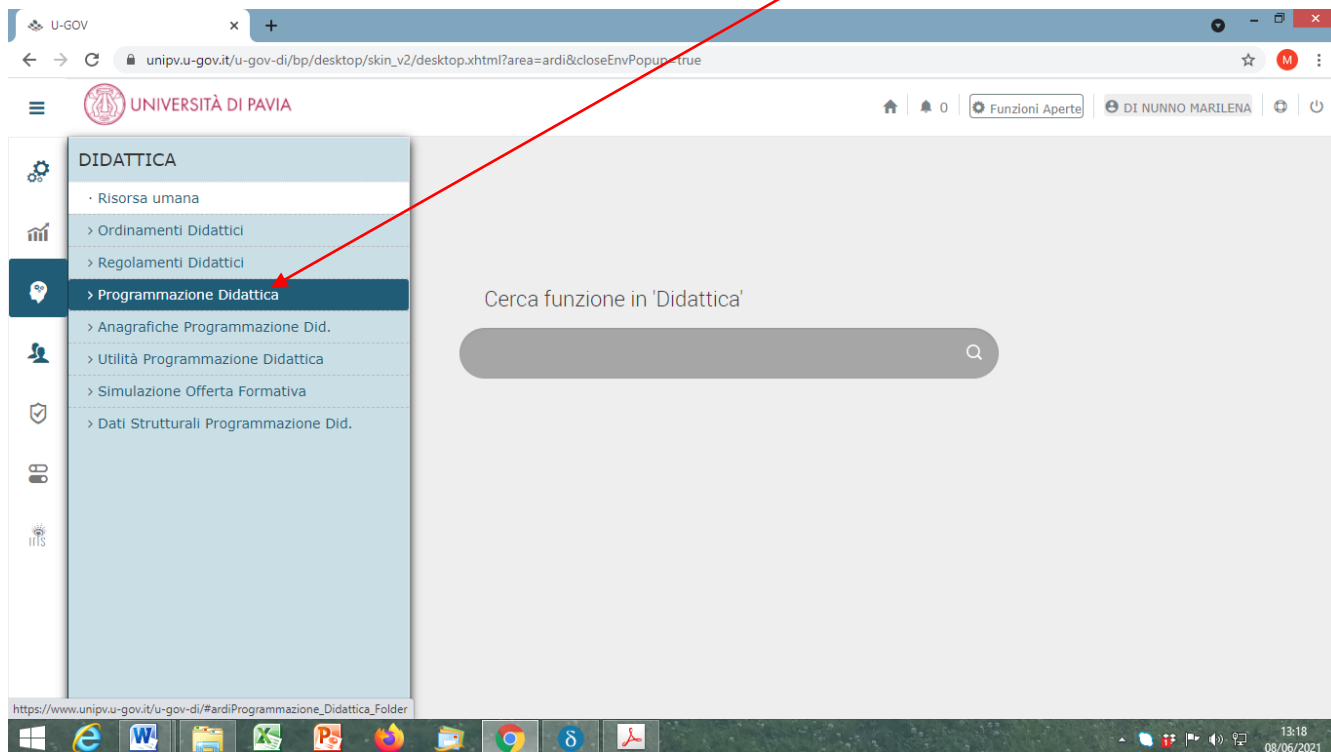 U-GOV
unipv.u-gov.it/u-gov-di/bp/desktop/skin_v2/desktop.xhtml?area=ardi&closeEnvPopup=true
M
UNIVERSITÀ DI PAVIA
0
Funzioni Aperte
DI NUNNO MARILENA
DIDATTICA
· Risorsa umana
> Ordinamenti Didattici
> Regolamenti Didattici
> Programmazione Didattica
> Anagrafiche Programmazione Did.
> Utilità Programmazione Didattica
> Simulazione Offerta Formativa
> Dati Strutturali Programmazione Did.
Cerca funzione in 'Didattica'
IRIS
https://www.unipv.u-gov.it/u-gov-di/#ardiProgrammazione_Didattica_Folder
13:18
08/06/2021